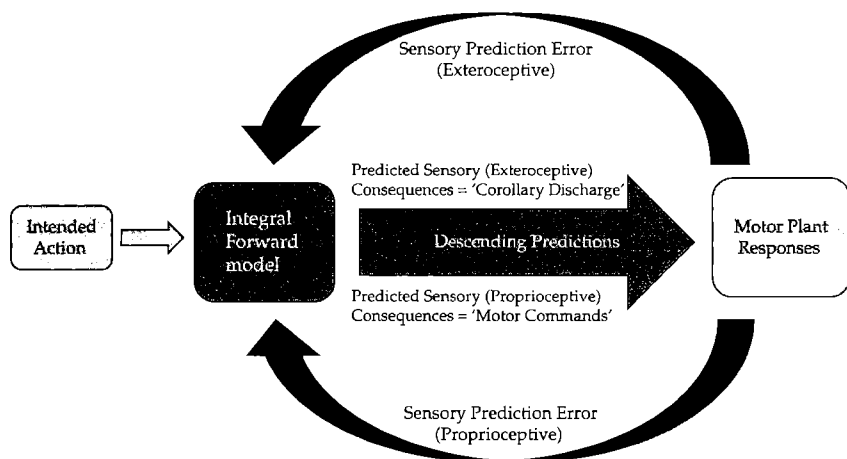 Sensory Prediction Error
(Exteroceptive)
Predicted Sensory (Exteroceptive)
Consequences = 'Corollary Discharge'
Intended
Action
Integral
Forward
model
Descending Predictions
Motor Plant
Responses
Predicted Sensory (Proprioceptive)
Consequences = 'Motor Commands'
Sensory Prediction Error
(Proprioceptive)